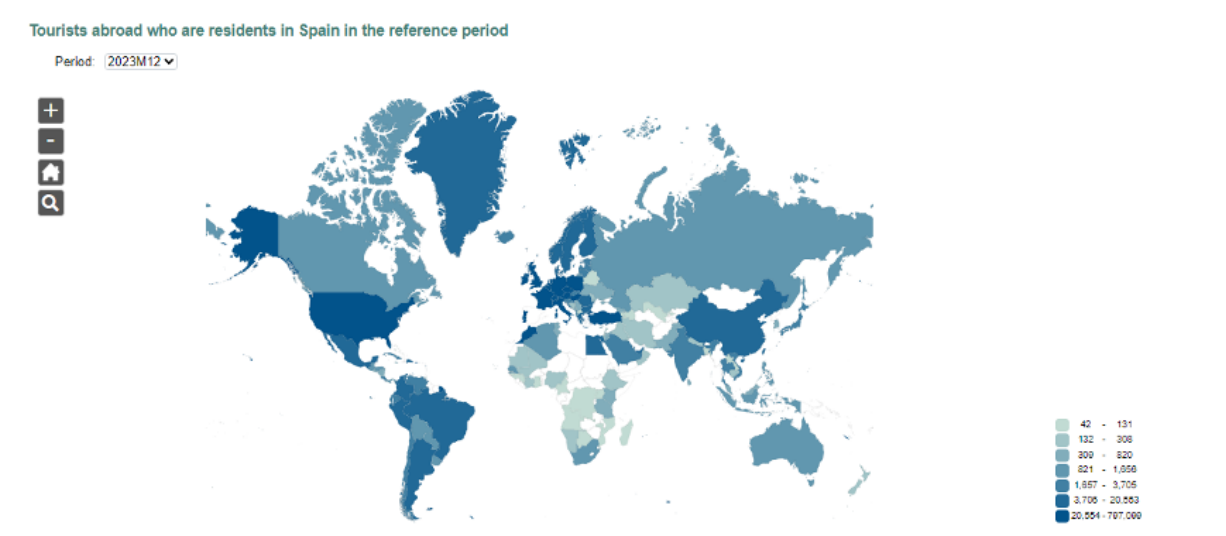 Tourists abroad who are residents in Spain in the reference period
Period: 2023M12
+
-
42 - 131
132 - 308
309 - 820
821 - 1,656
1,657 - 3,705
3,706 - 20,553
20,554 - 797,099